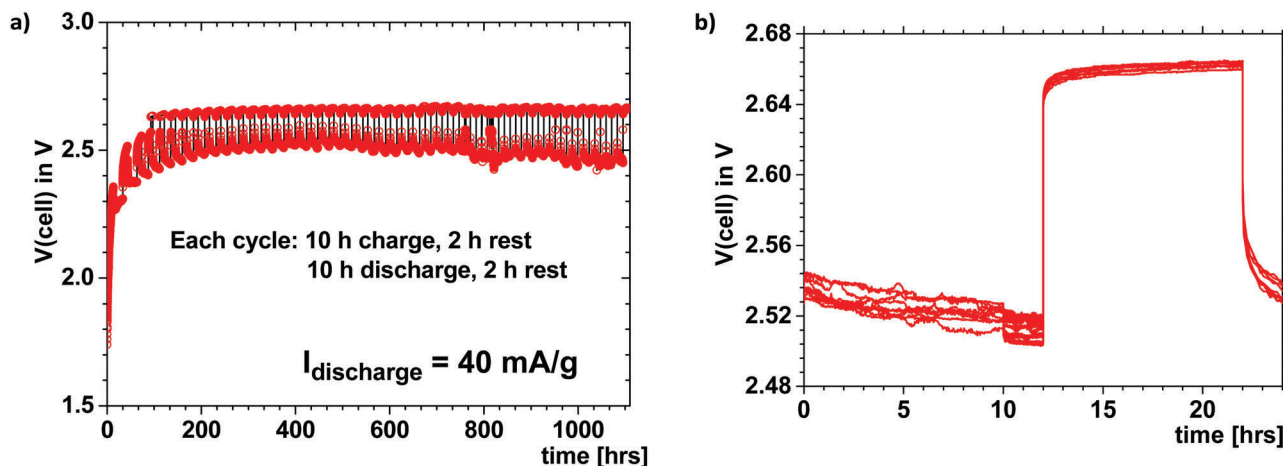 a)
3.0
2.5
2.0
1.5
V(cell) in V
Each cycle: 10 h charge, 2 h rest
10 h discharge, 2 h rest
I discharge = 40 mA/g
0 200 400 600 800 1000
time [hrs]
b)
2.68
2.64
2.60
2.56
2.52
2.48
V(cell) in V
0 5 10 15 20
time [hrs]